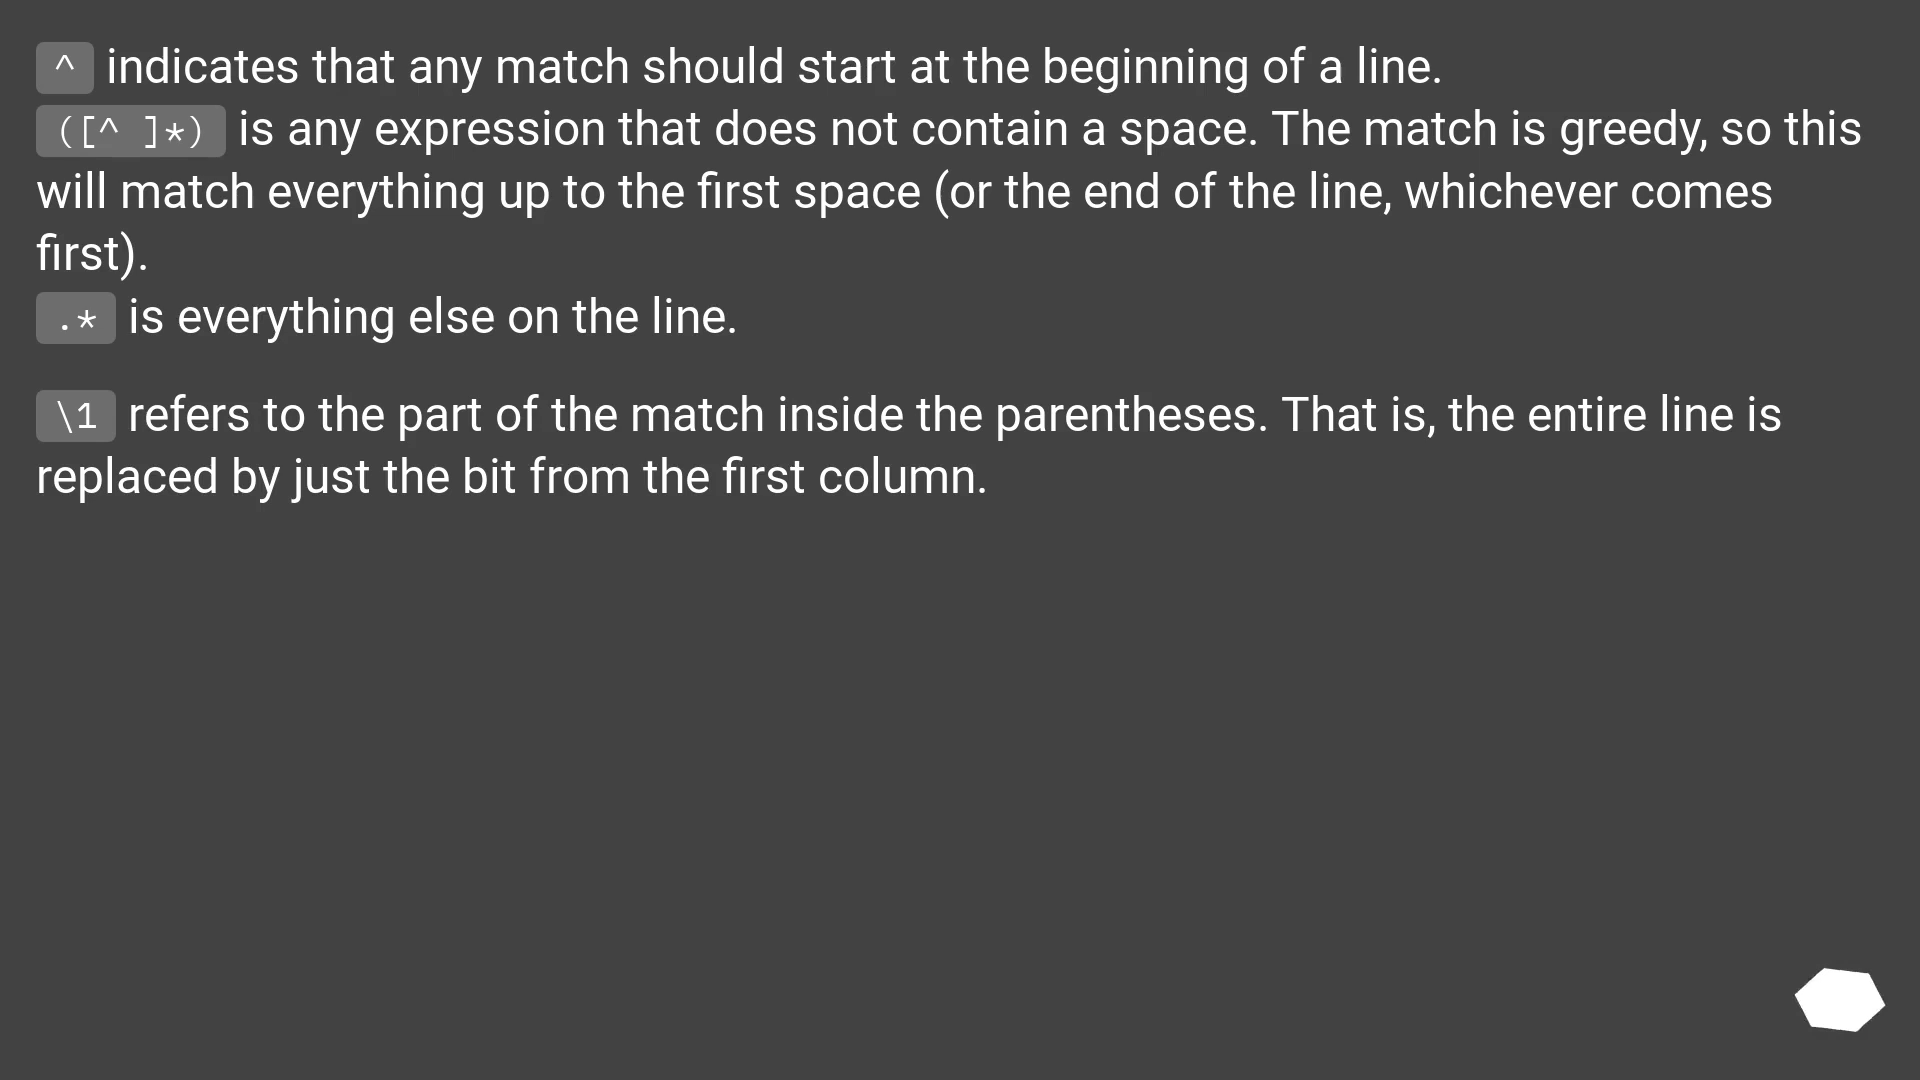 ^ indicates that any match should start at the beginning of a line.
([^ ]*) is any expression that does not contain a space. The match is greedy, so this
will match everything up to the first space (or the end of the line, whichever comes
first).
.* is everything else on the line.
\1 refers to the part of the match inside the parentheses. That is, the entire line is
replaced by just the bit from the first column.